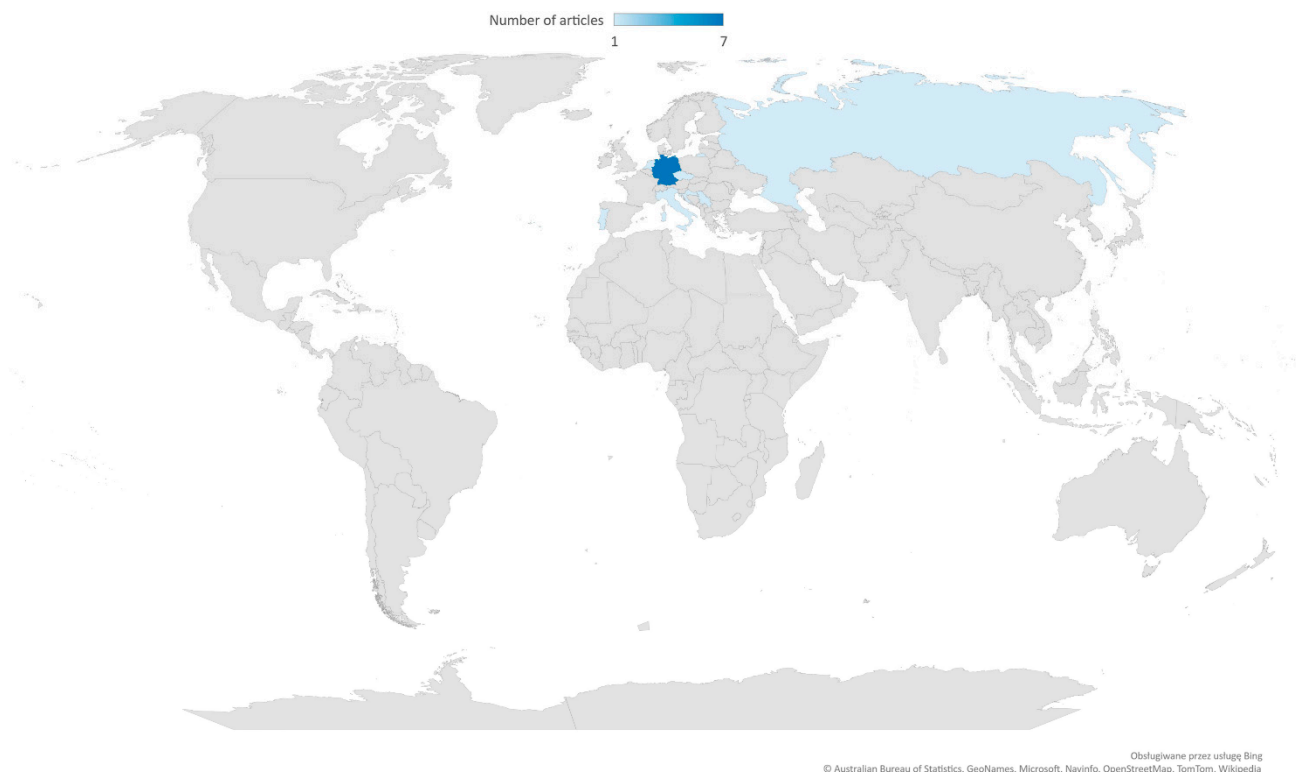 Number of articles
1 7
Obsługiwane przez usługę Bing
© Australian Bureau of Statistics, GeoNames, Microsoft, Navinfo, OpenStreetMap, TomTom, Wikipedia